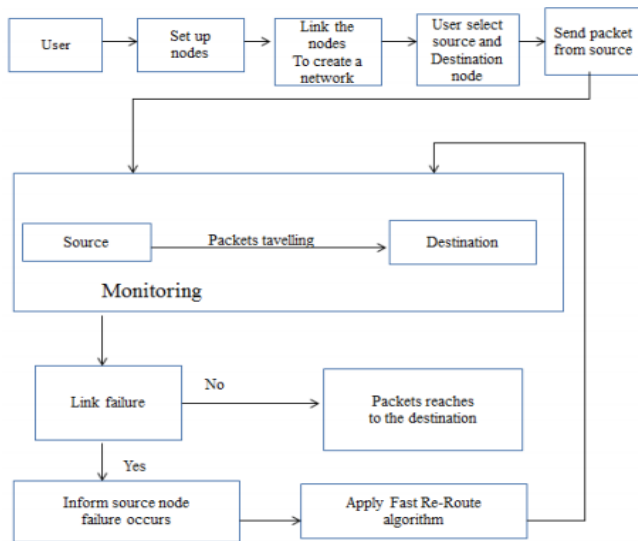 User
Set up
nodes
Link the
nodes
To create a
network
User select
source and
Destination
node
Send packet
from source
Source
Packets tavelling
Destination
Monitoring
Link failure
No
Packets reaches
to the destination
Yes
Inform source node
failure occurs
Apply Fast Re-Route
algorithm